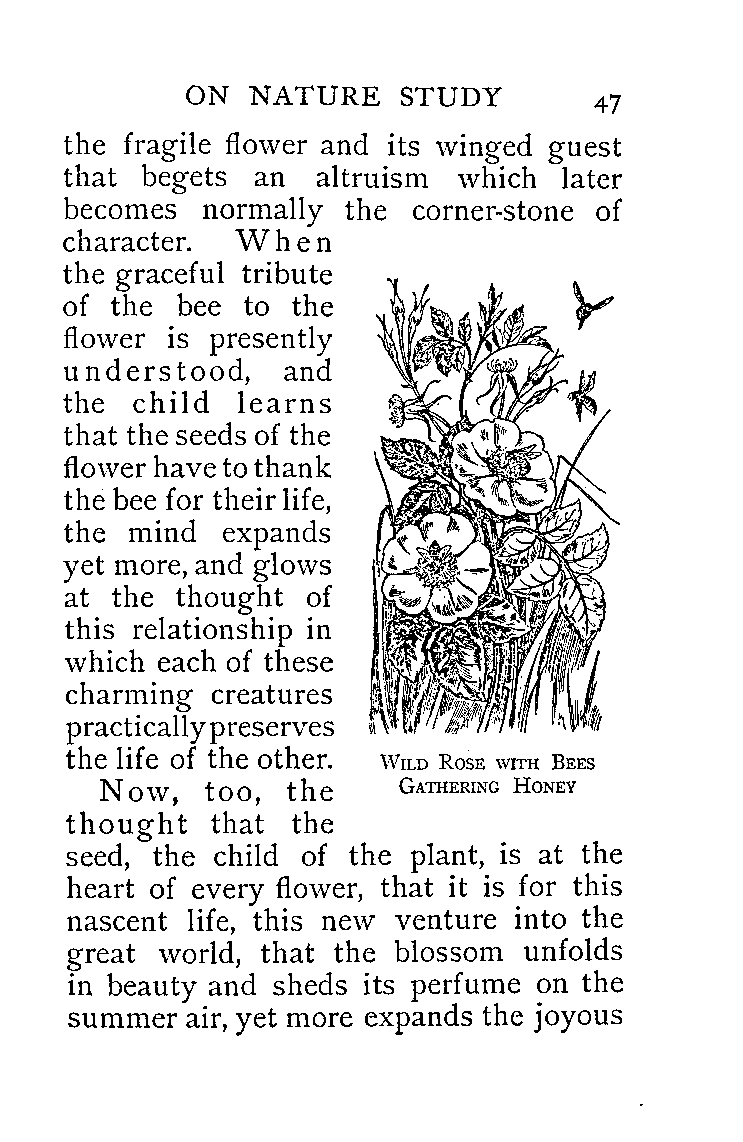 ON NATURE STUDY 47
the fragile flower and its winged guest
that begets an altruism which later
becomes normally the corner-stone of
character. When
the graceful tribute
of the bee to the
flower is presently
understood, and
the child learns
that the seeds of the
flower have to thank
the bee for their life,
the mind expands
yet more, and glows
at the thought of
this relationship in
which each of these
charming creatures
practically preserves
the life of the other.
Now, too, the
thought that the
WILD ROSE WITH BEES
GATHERING HONEY
seed, the child of the plant, is at the
heart of every flower, that it is for this
nascent life, this new venture into the
great world, that the blossom unfolds
in beauty and sheds its perfume on the
summer air, yet more expands the joyous